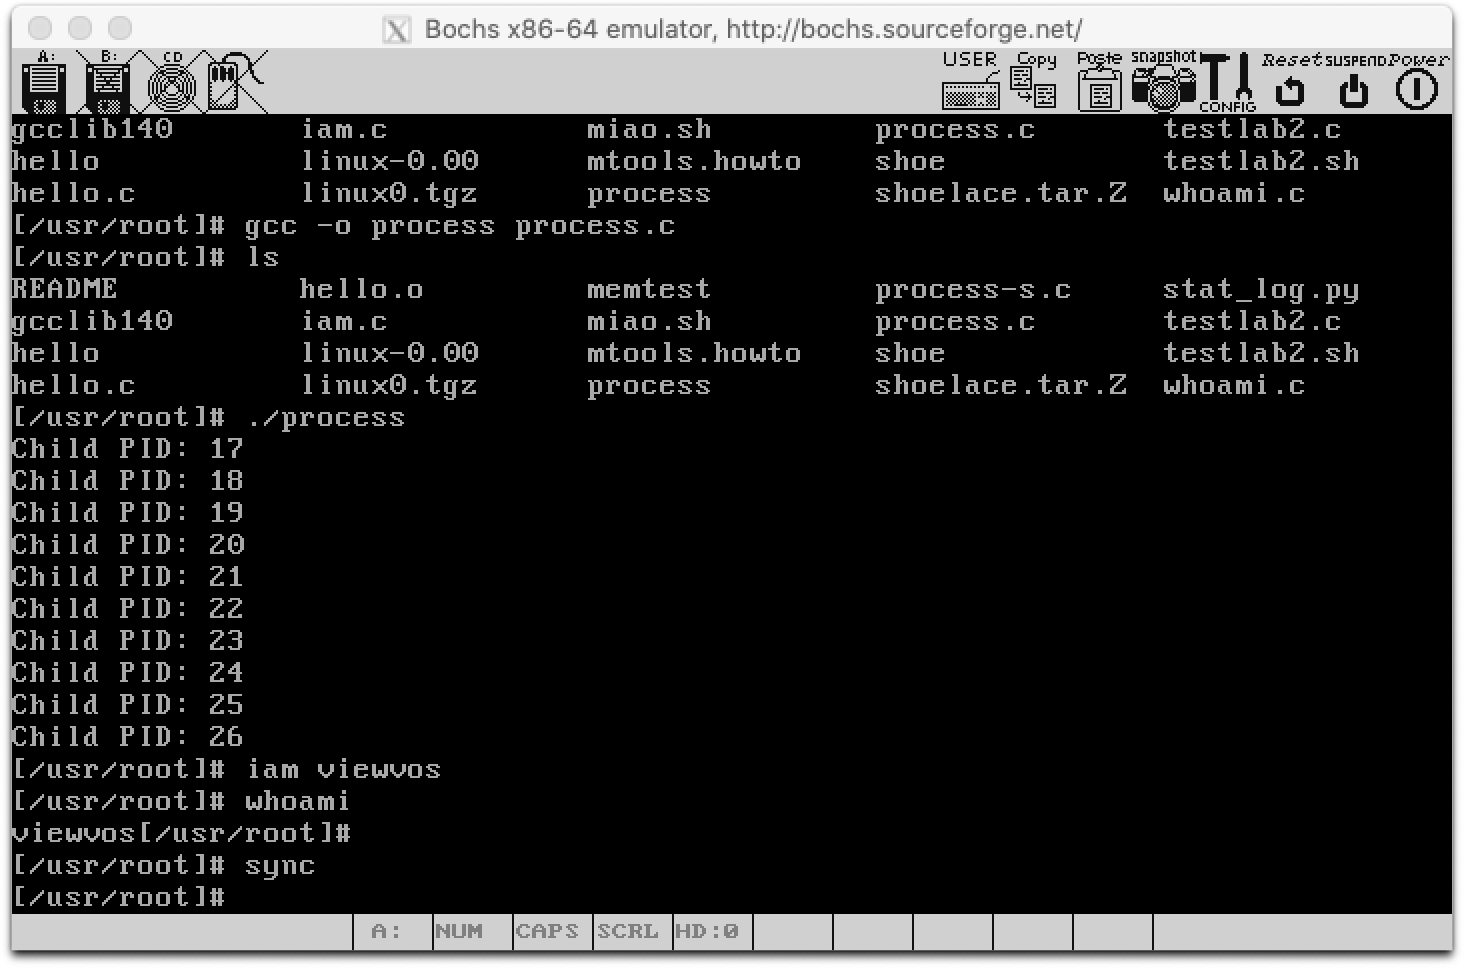 Bochs x86-64 emulator, http://bochs.sourceforge.net/
A: B: CD USER Copy Paste snapshot CONFIG Reset SUSPEND Power
gcclib140 iam.c miao.sh process.c testlab2.c
hello linux-0.00 mtools.howto shoe testlab2.sh
hello.c linux0.tgz process shoelace.tar.Z whoami.c
[/usr/root]# gcc -o process process.c
[/usr/root]# ls
README hello.o memtest process-s.c stat_log.py
gcclib140 iam.c miao.sh process.c testlab2.c
hello linux-0.00 mtools.howto shoe testlab2.sh
hello.c linux0.tgz process shoelace.tar.Z whoami.c
[/usr/root]# ./process
Child PID: 17
Child PID: 18
Child PID: 19
Child PID: 20
Child PID: 21
Child PID: 22
Child PID: 23
Child PID: 24
Child PID: 25
Child PID: 26
[/usr/root]# iam viewvos
[/usr/root]# whoami
viewvos[/usr/root]#
[/usr/root]# sync
[/usr/root]#
A: NUM CAPS SCRL HD:0